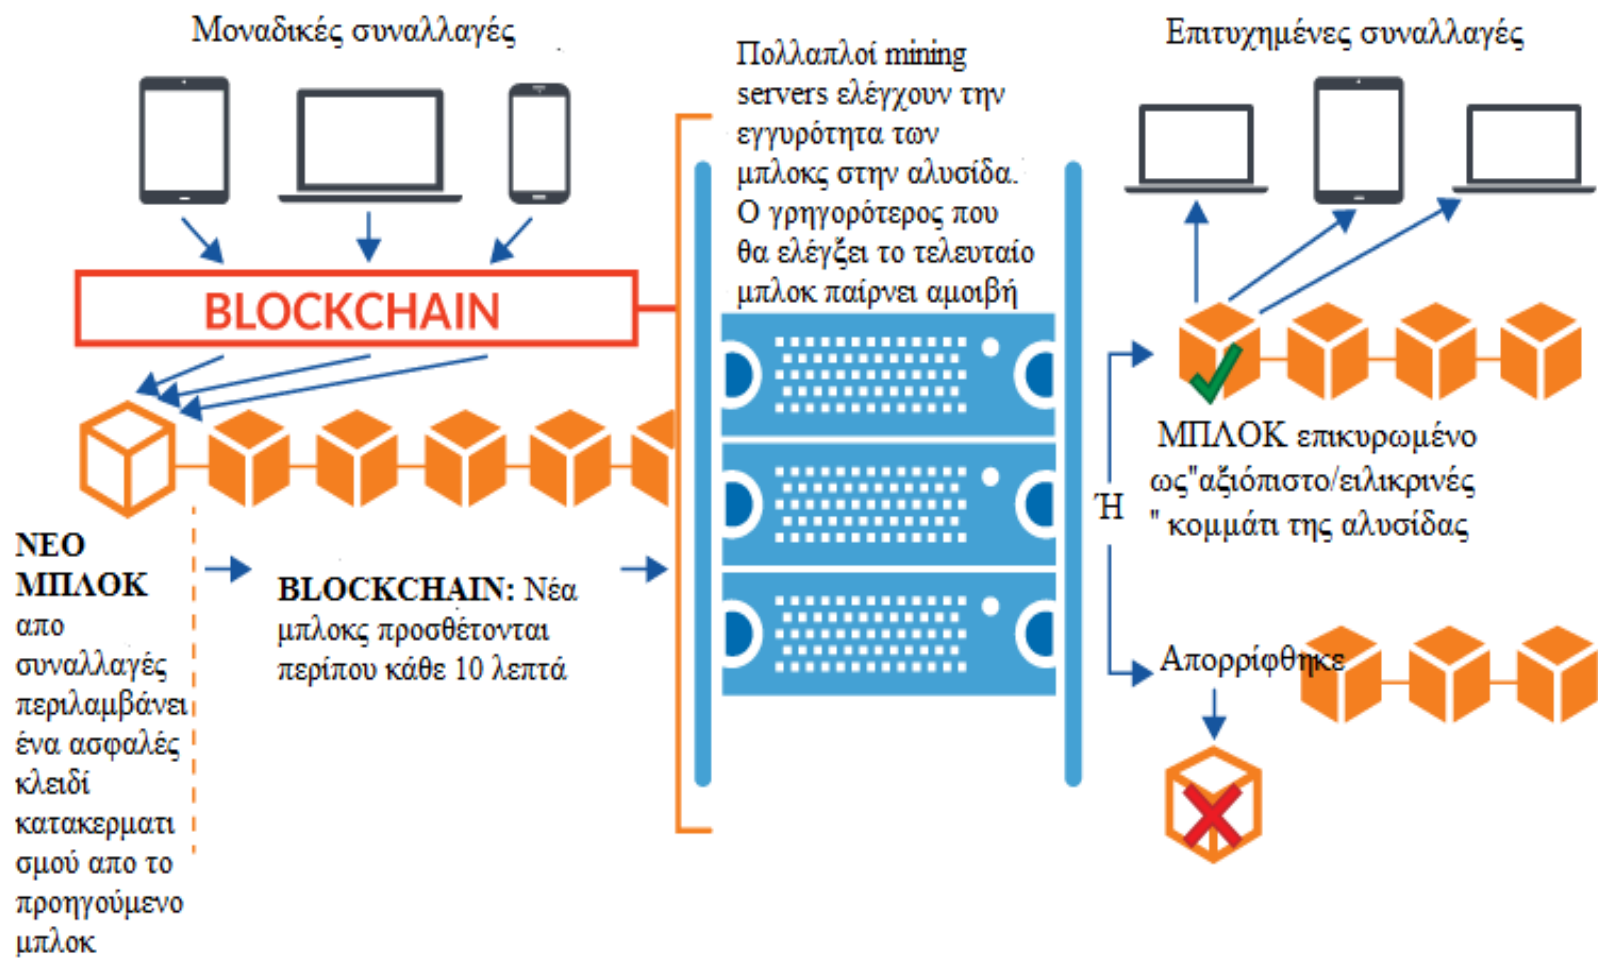 Μοναδικές συναλλαγές
BLOCKCHAIN
ΝΕΟ
ΜΠΛΟΚ
απο
συναλλαγές
περιλαμβάνει
ένα ασφαλές
κλειδί
κατακερματι
σμού απο το
προηγούμενο
μπλοκ
BLOCKCHAIN: Νέα
μπλοκς προσθέτονται
περίπου κάθε 10 λεπτά
Πολλαπλοί mining
servers ελέγχουν την
εγγυρότητα των
μπλοκς στην αλυσίδα.
Ο γρηγορότερος που
θα ελέγξει το τελευταίο
μπλοκ παίρνει αμοιβή
Επιτυχημένες συναλλαγές
Ή
ΜΠΛΟΚ επικυρωμένο
ως"αξιόπιστο/ειλικρινές
" κομμάτι της αλυσίδας
Απορρίφθηκε